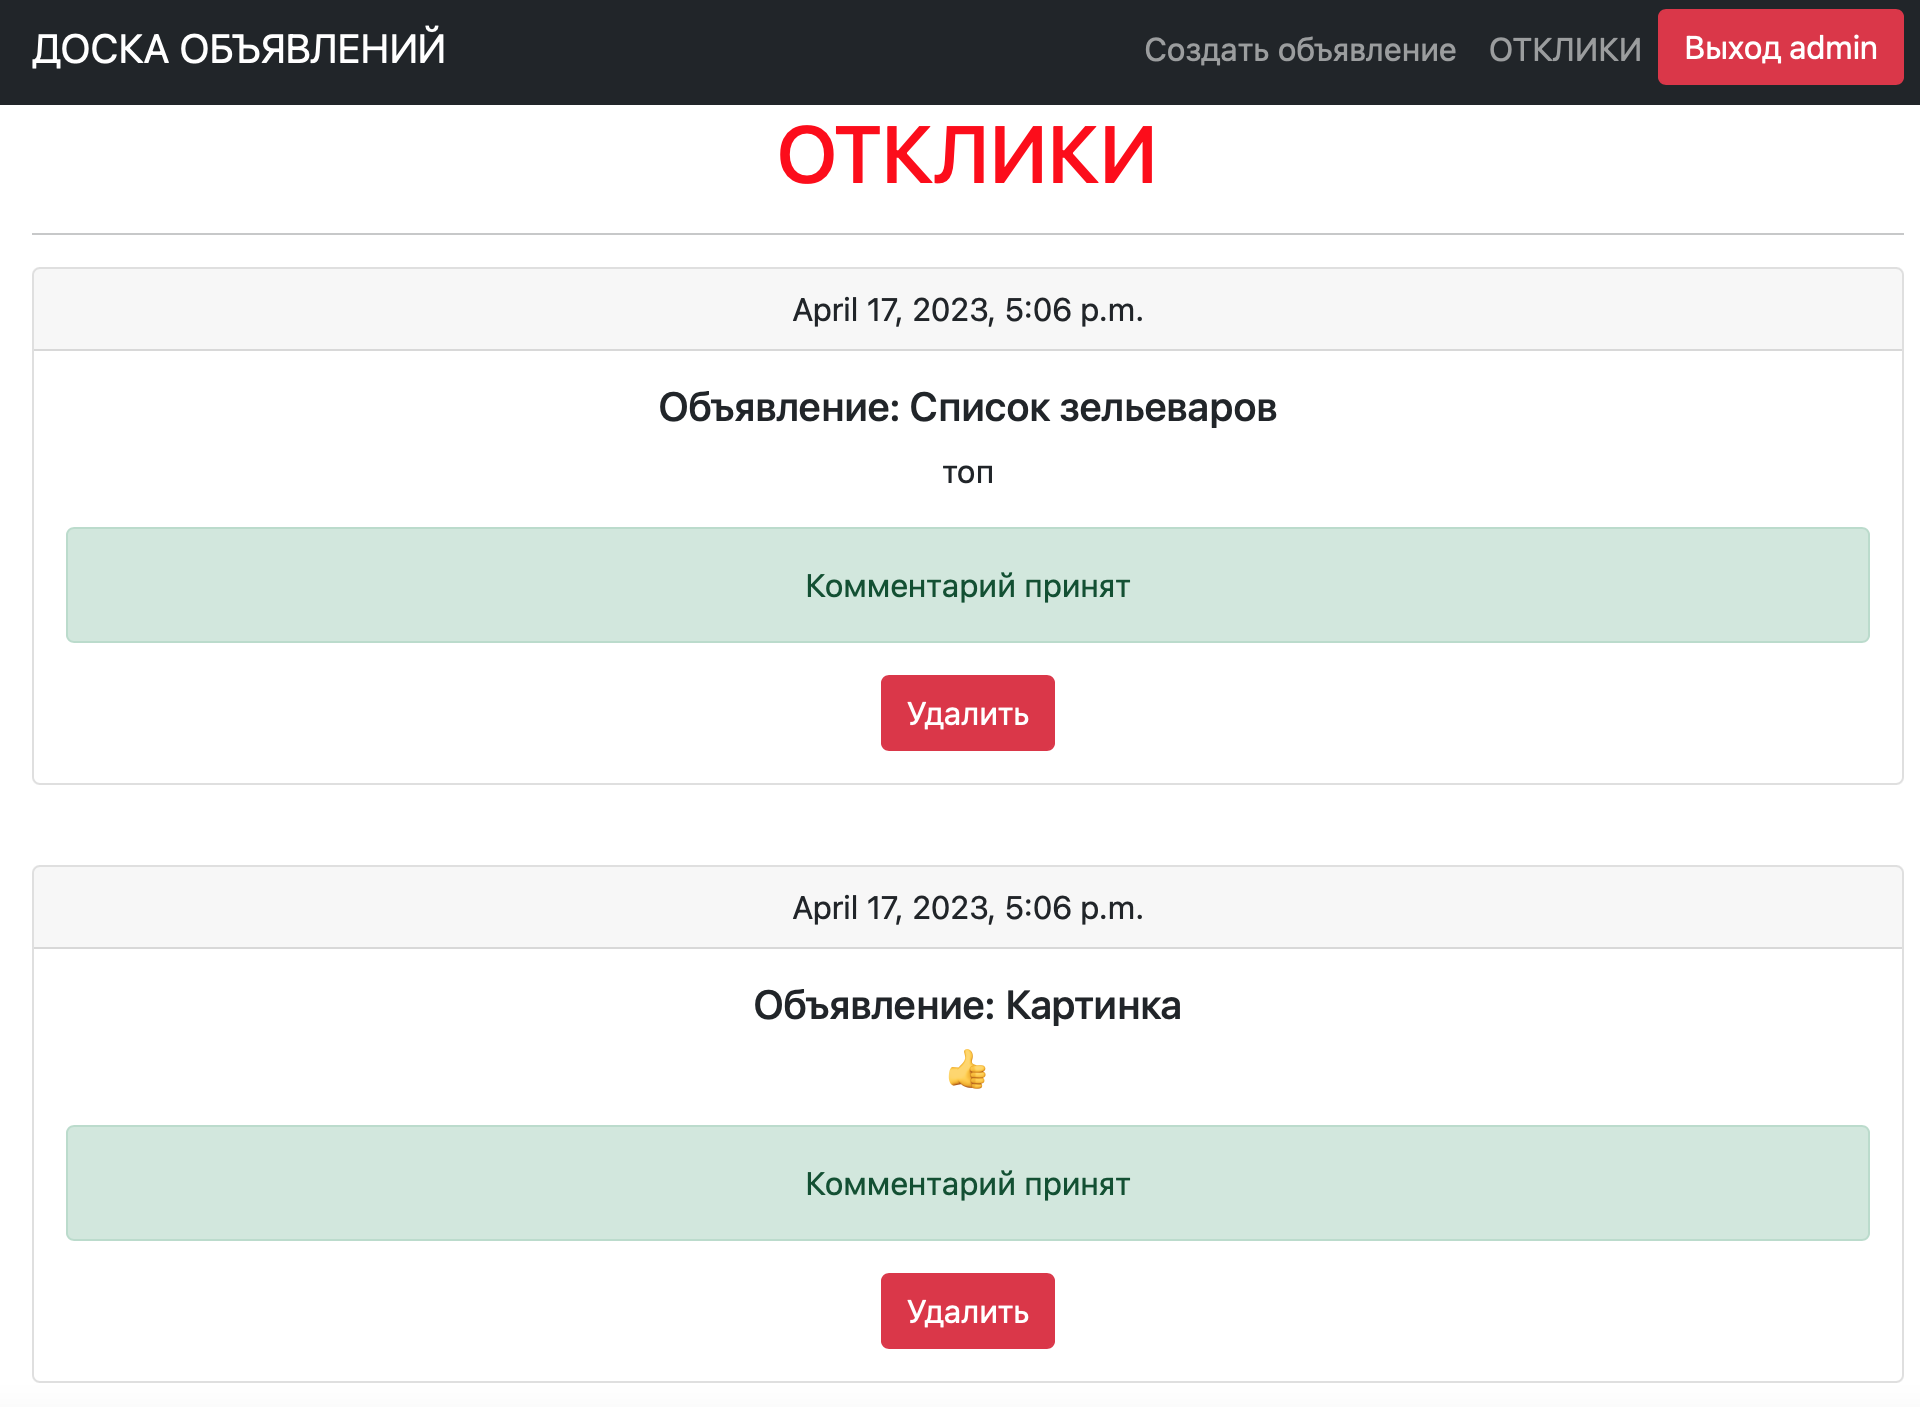 ДОСКА ОБЪЯВЛЕНИЙ Создать объявление ОТКЛИКИ Выход admin
ОТКЛИКИ
April 17, 2023, 5:06 p.m.
Объявление: Список зельеваров
топ
Комментарий принят
Удалить
April 17, 2023, 5:06 p.m.
Объявление: Картинка
👍
Комментарий принят
Удалить